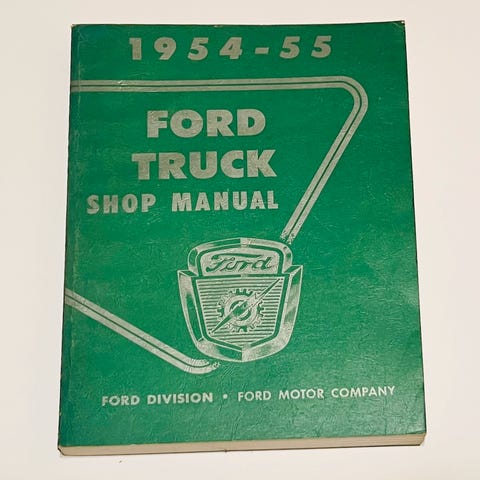 1954-55
FORD
TRUCK
SHOP MANUAL
Ford
FORD DIVISION • FORD MOTOR COMPANY